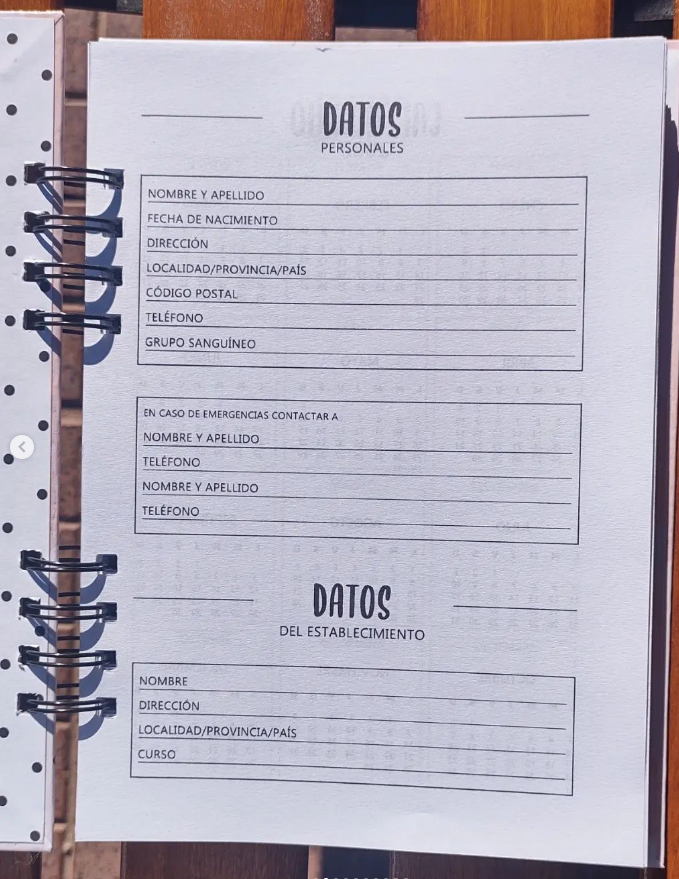 DATOS
PERSONALES
NOMBRE Y APELLIDO
FECHA DE NACIMIENTO
DIRECCIÓN
LOCALIDAD/PROVINCIA/PAÍS
CÓDIGO POSTAL
TELÉFONO
GRUPO SANGUÍNEO
EN CASO DE EMERGENCIAS CONTACTAR A
NOMBRE Y APELLIDO
TELÉFONO
NOMBRE Y APELLIDO
TELÉFONO
DATOS
DEL ESTABLECIMIENTO
NOMBRE
DIRECCIÓN
LOCALIDAD/PROVINCIA/PAÍS
CURSO